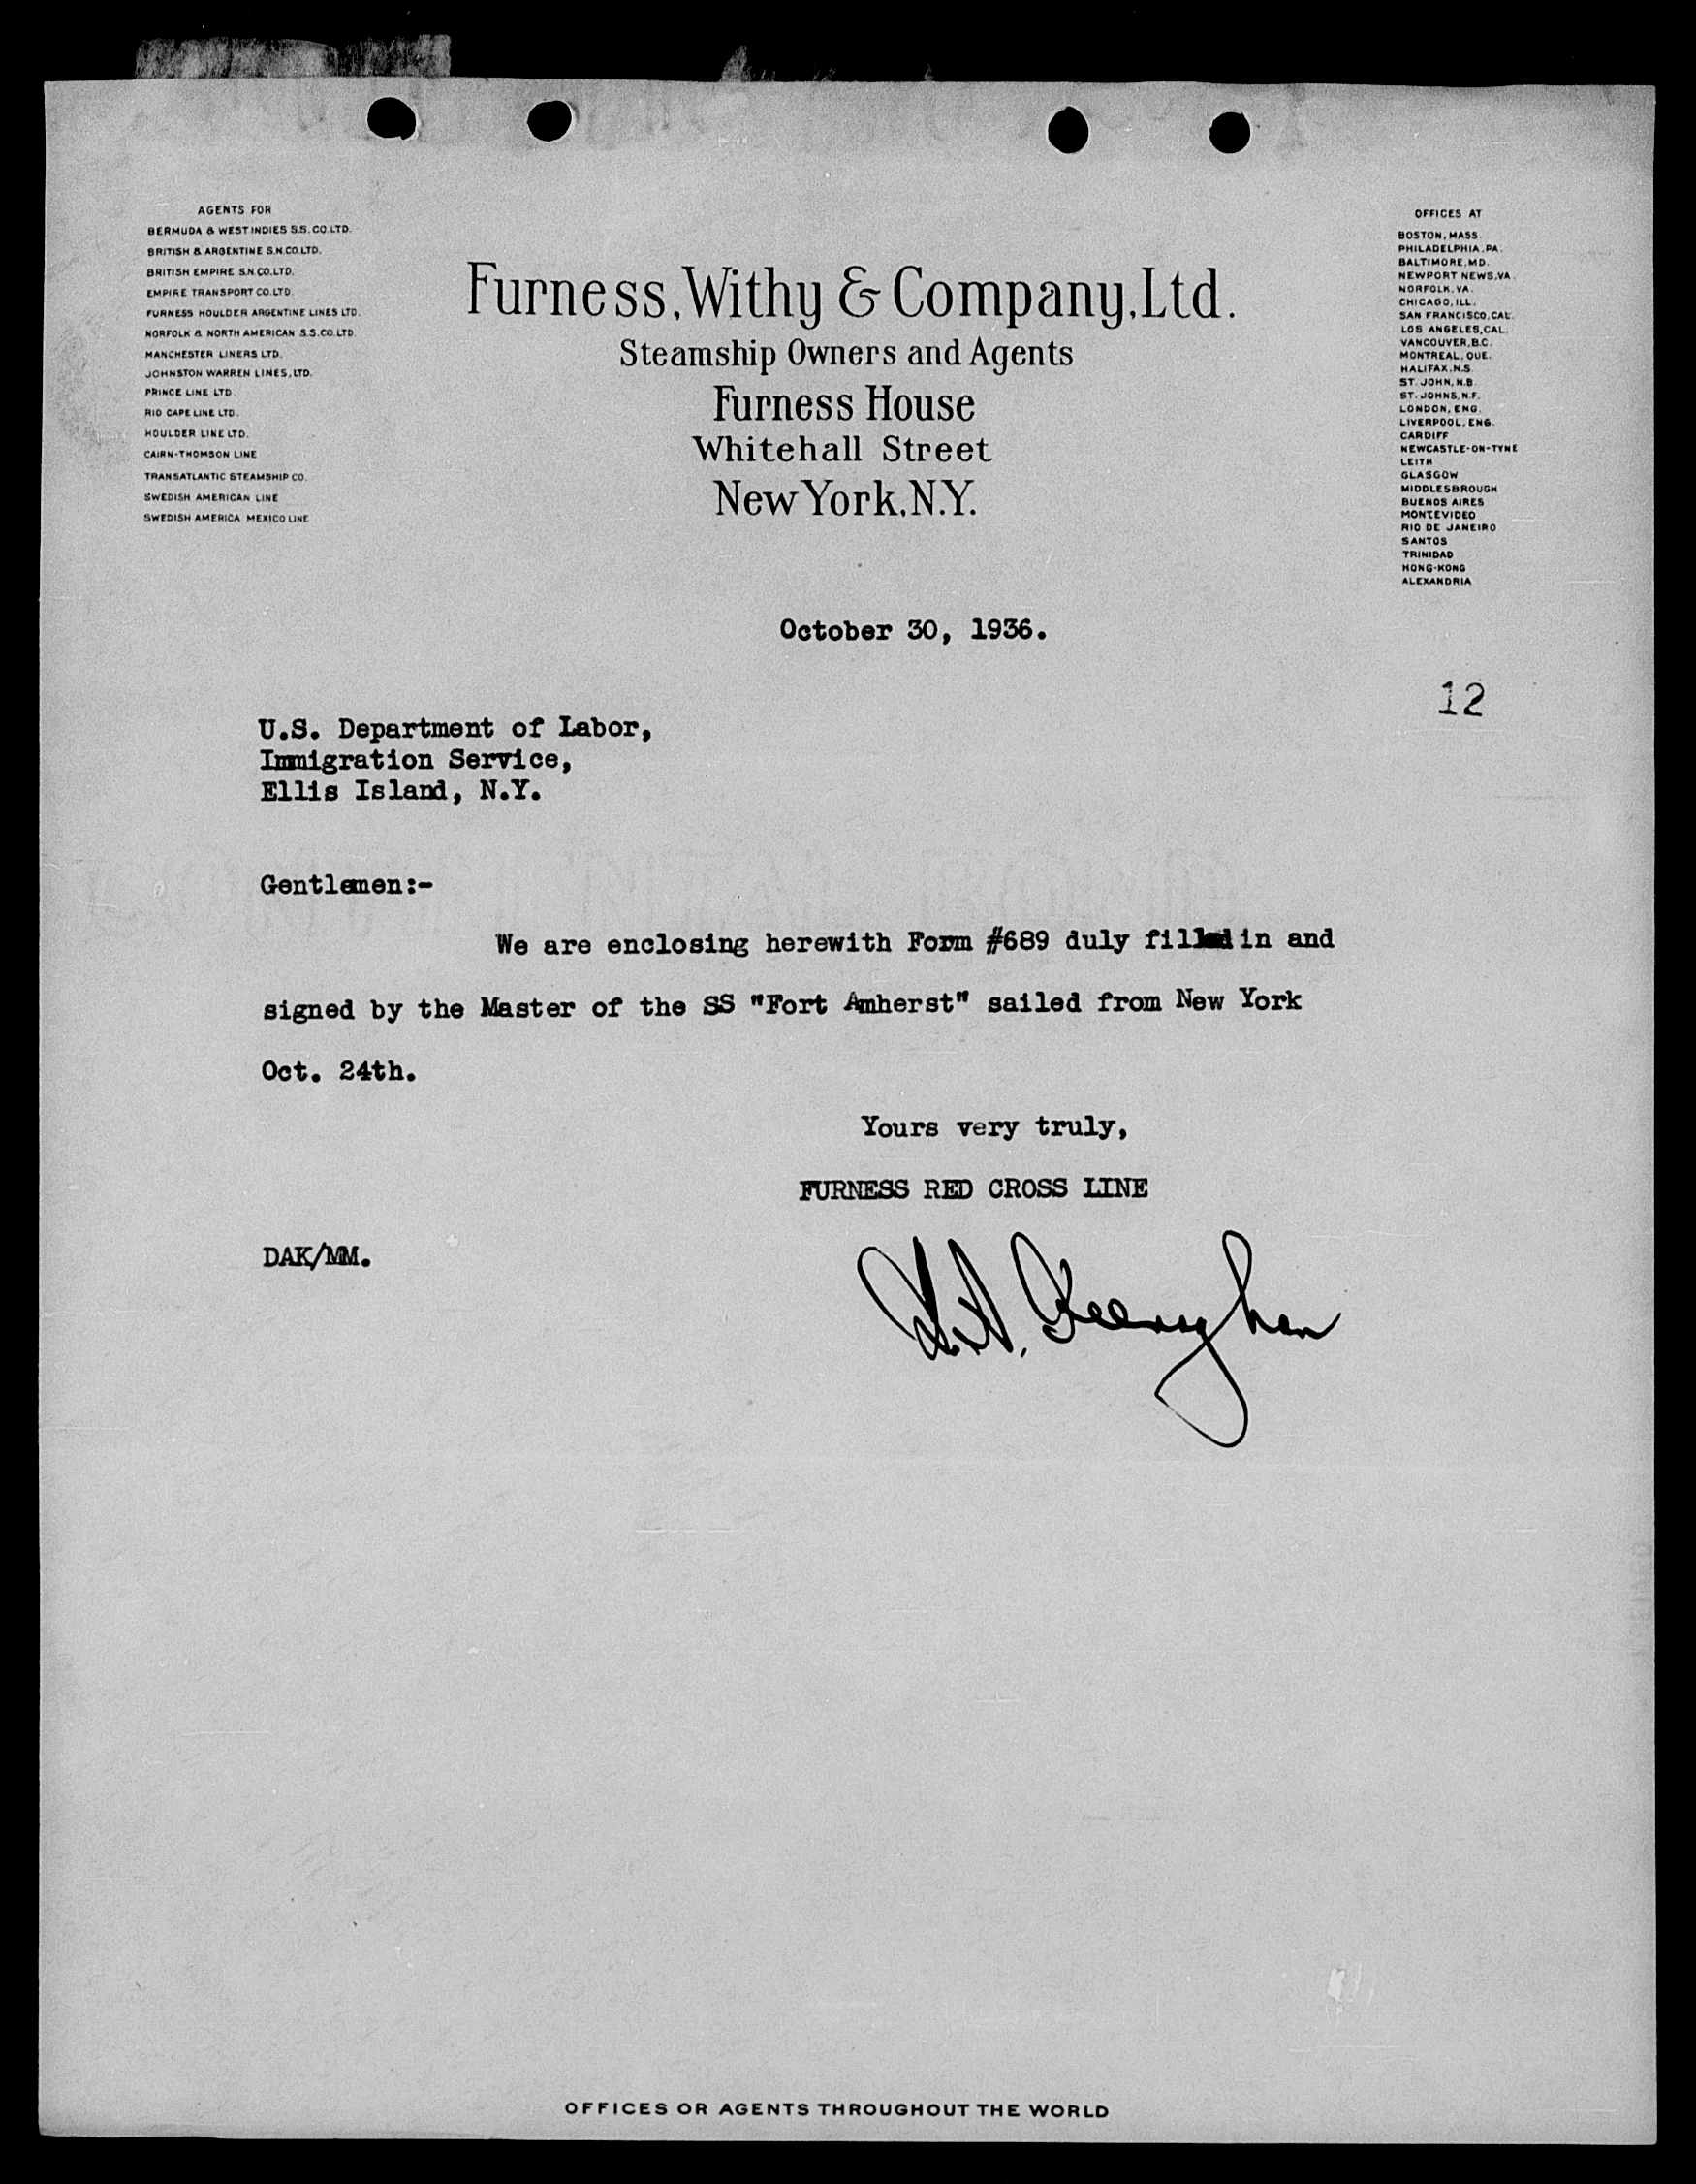 AGENTS FOR
BERMUDA & WEST INDIES S.S. CO. LTD.
BRITISH & ARGENTINE S.N. CO. LTD.
BRITISH EMPIRE S.N. CO. LTD.
EMPIRE TRANSPORT CO. LTD.
FURNESS HOULDER ARGENTINE LINES LTD.
NORFOLK & NORTH AMERICAN S.S. CO. LTD.
MANCHESTER LINERS LTD.
JOHNSTON WARREN LINES, LTD.
PRINCE LINE LTD.
RIO CAPE LINE LTD.
HOULDER LINE LTD.
CAIRN-THOMSON LINE
TRANSATLANTIC STEAMSHIP CO.
SWEDISH AMERICAN LINE
SWEDISH AMERICA MEXICO LINE
Furness, Withy & Company, Ltd.
Steamship Owners and Agents
Furness House
Whitehall Street
New York, N.Y.
OFFICES AT
BOSTON, MASS.
PHILADELPHIA, PA.
BALTIMORE, MD.
NEWPORT NEWS, VA.
NORFOLK, VA.
CHICAGO, ILL.
SAN FRANCISCO, CAL.
LOS ANGELES, CAL.
VANCOUVER, B.C.
MONTREAL, QUE.
HALIFAX, N.S.
ST. JOHN, N.B.
ST. JOHNS, N.F.
LONDON, ENG.
LIVERPOOL, ENG.
CARDIFF
NEWCASTLE-ON-TYNE
LEITH
GLASGOW
MIDDLESBROUGH
BUENOS AIRES
MONTEVIDEO
RIO DE JANEIRO
SANTOS
TRINIDAD
HONG-KONG
ALEXANDRIA
October 30, 1936.
12
U.S. Department of Labor,
Immigration Service,
Ellis Island, N.Y.
Gentlemen:-
We are enclosing herewith Form #689 duly filled in and
signed by the Master of the SS "Fort Amherst" sailed from New York
Oct. 24th.
Yours very truly,
FURNESS RED CROSS LINE
DAK/MM.
OFFICES OR AGENTS THROUGHOUT THE WORLD